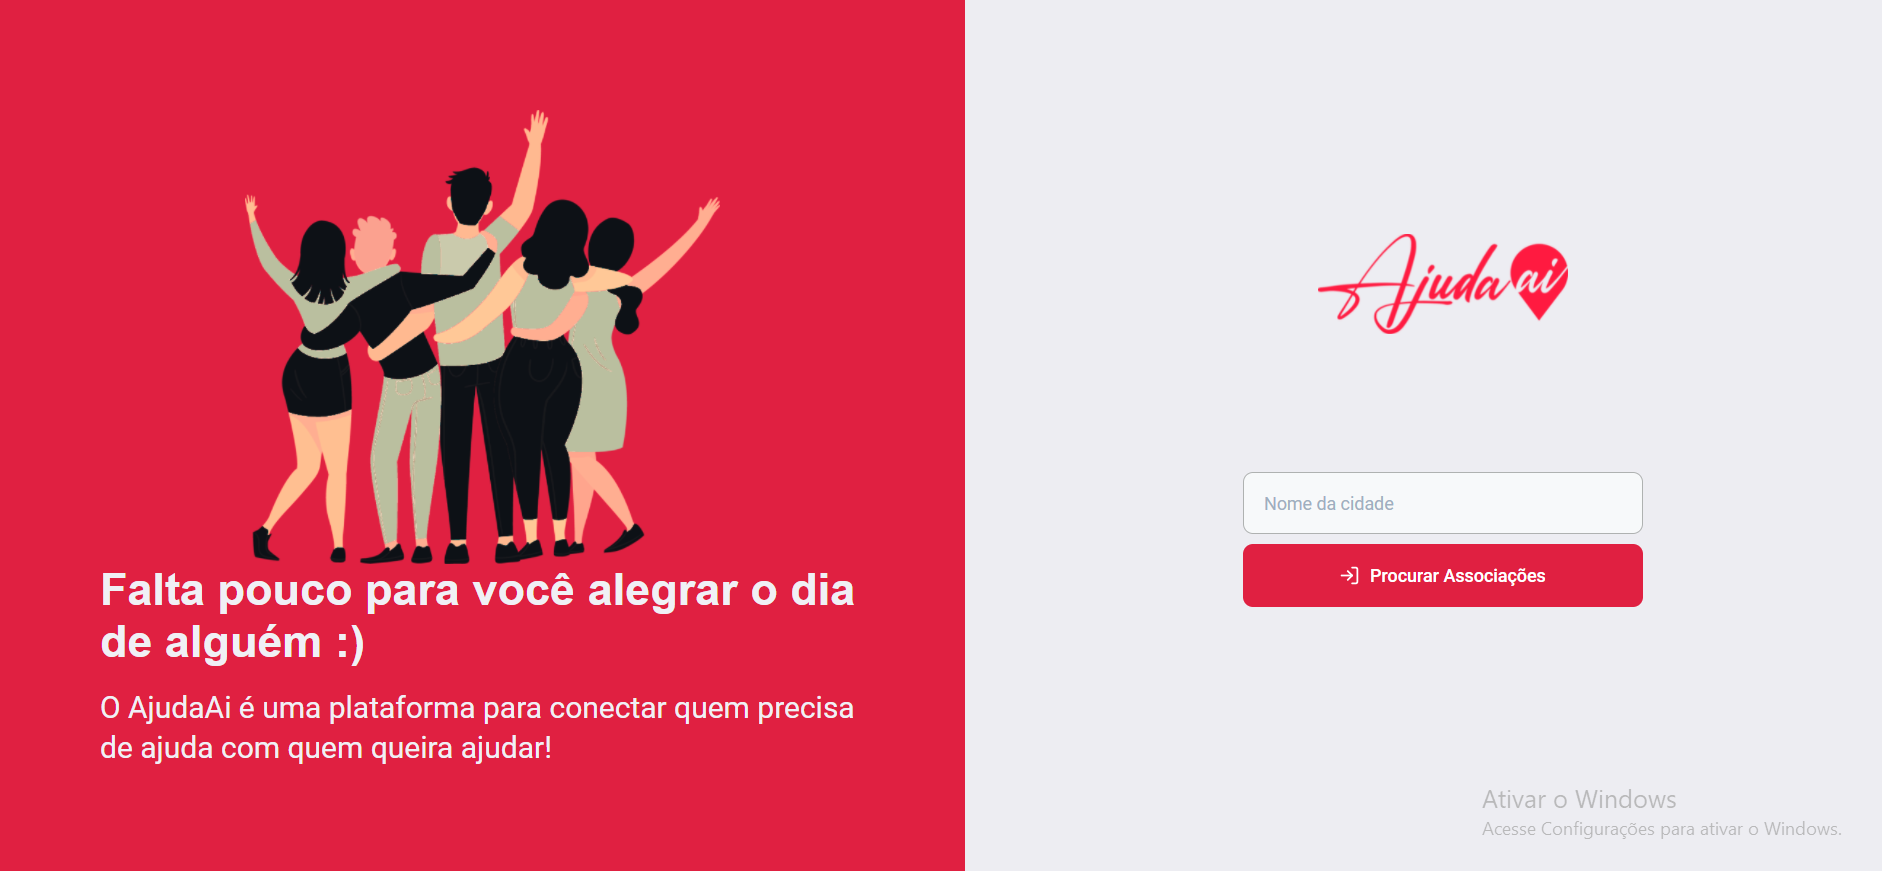 Falta pouco para você alegrar o dia
de alguém :)
O AjudaAi é uma plataforma para conectar quem precisa
de ajuda com quem queira ajudar!
Ajuda ai
Nome da cidade
Procurar Associações
Ativar o Windows
Acesse Configurações para ativar o Windows.